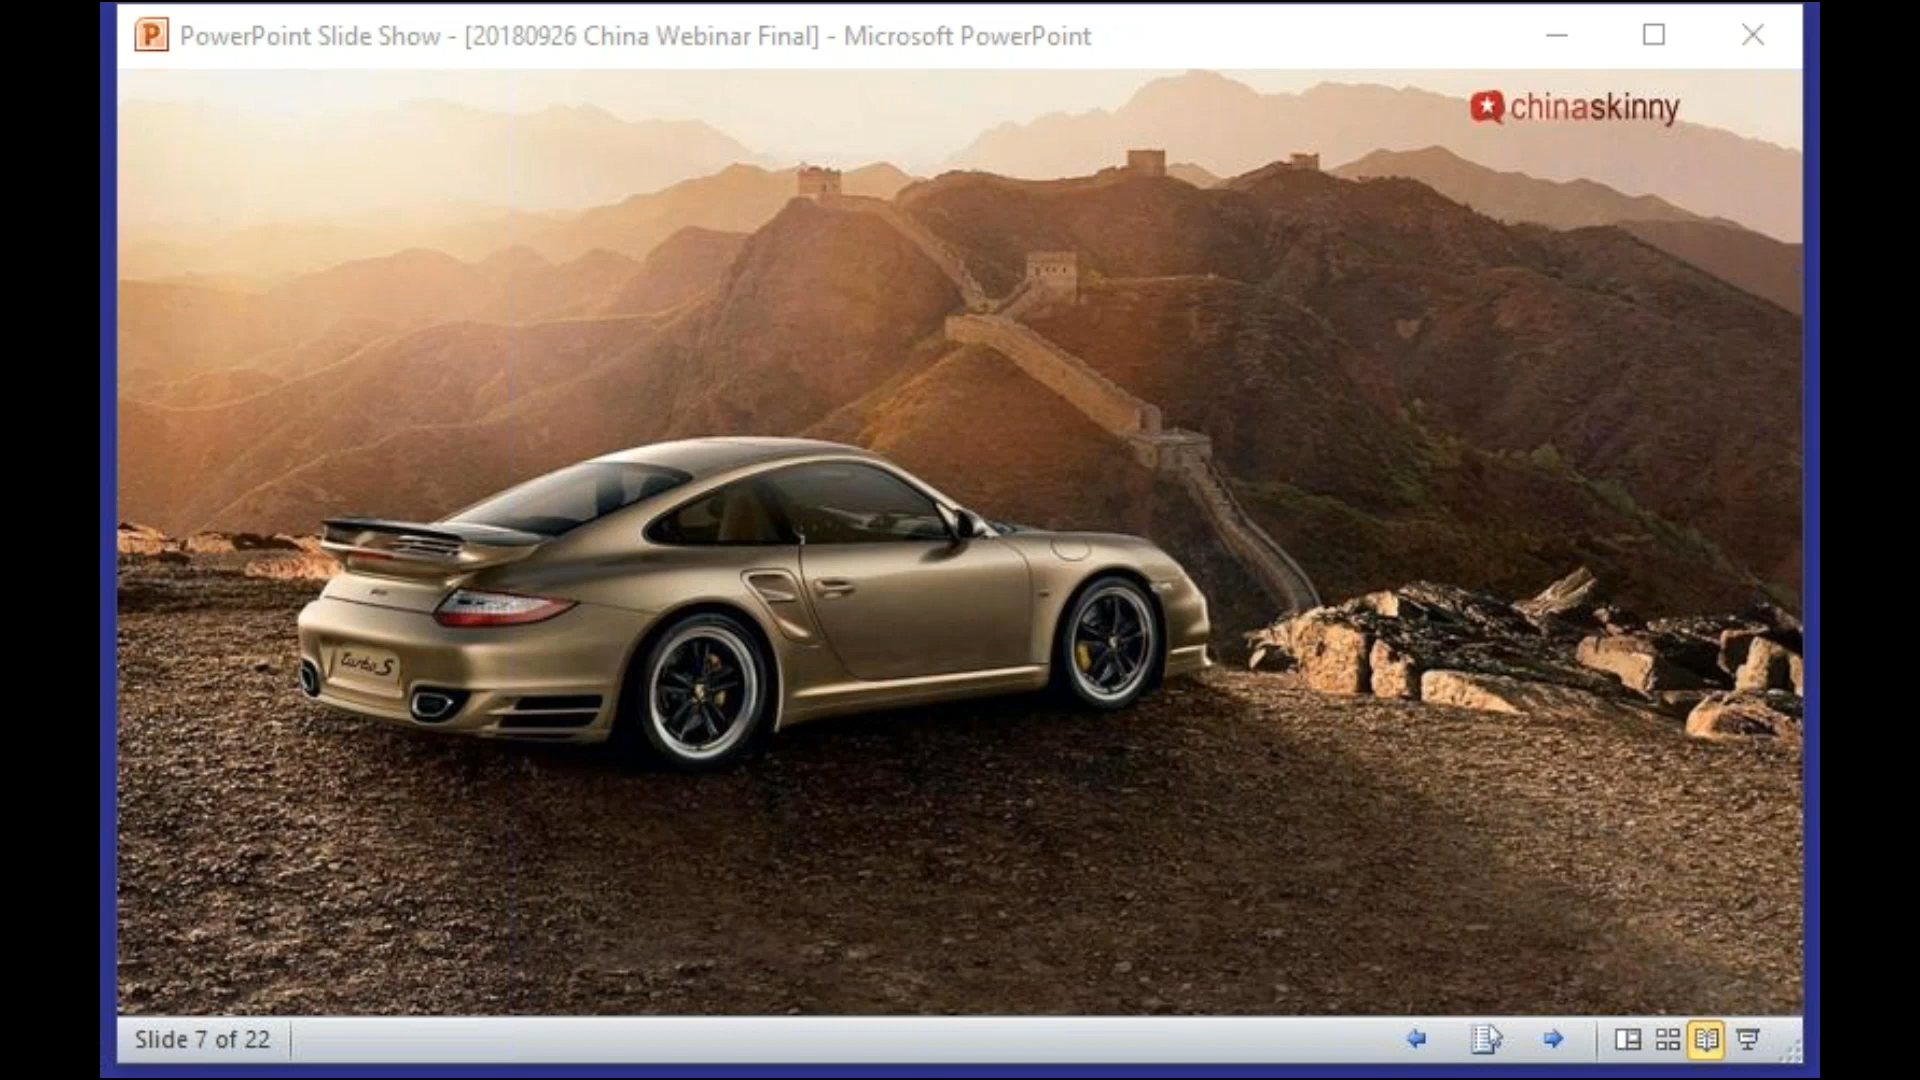 PowerPoint Slide Show - [20180926 China Webinar Final] - Microsoft PowerPoint
chinaskinny
turbo S
Slide 7 of 22